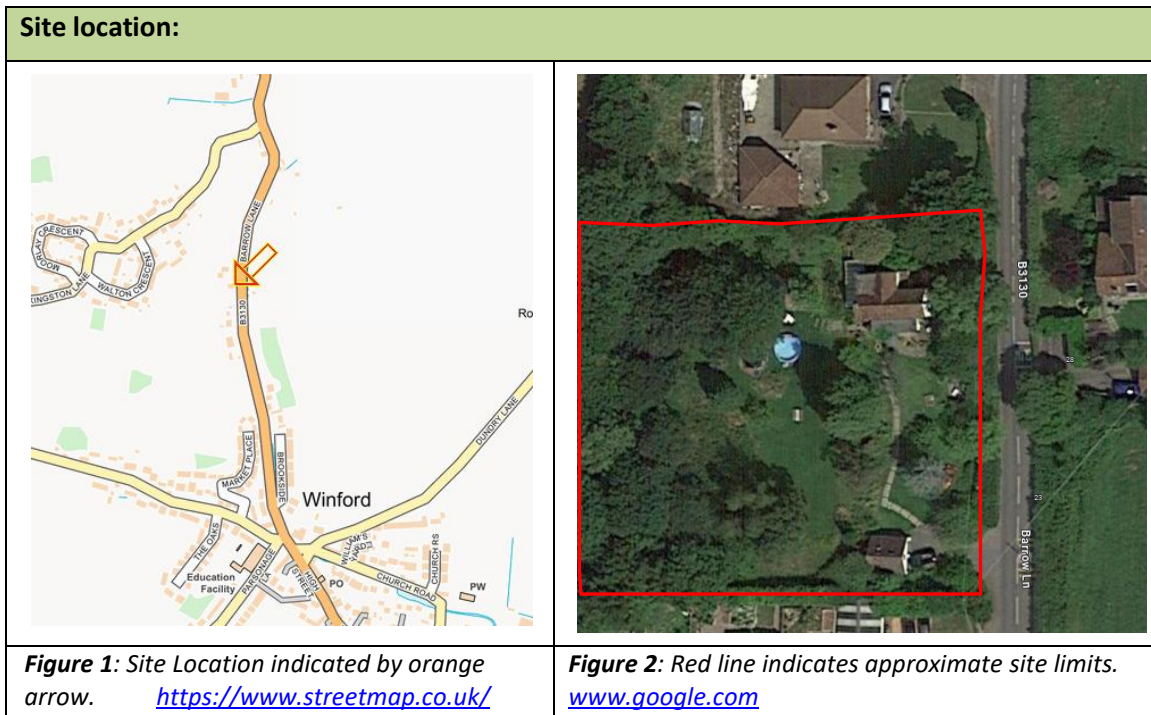 Site location:
BARROW LANE
MOORLAY CRESCENT
WALTON CRESCENT
KINGSTON LANE
B3130
Ro
DUNDRY LANE
MARKET PLACE
BROOKSIDE
Winford
THE OAKS
WILLIAM'S
YARD
Education
Facility
PARSONAGE
LA
HIGH
STREET
PO
CHURCH ROAD
CHURCH RS
PW
B3130
28
23
Barrow Ln
Figure 1: Site Location indicated by orange
arrow. https://www.streetmap.co.uk/
Figure 2: Red line indicates approximate site limits.
www.google.com